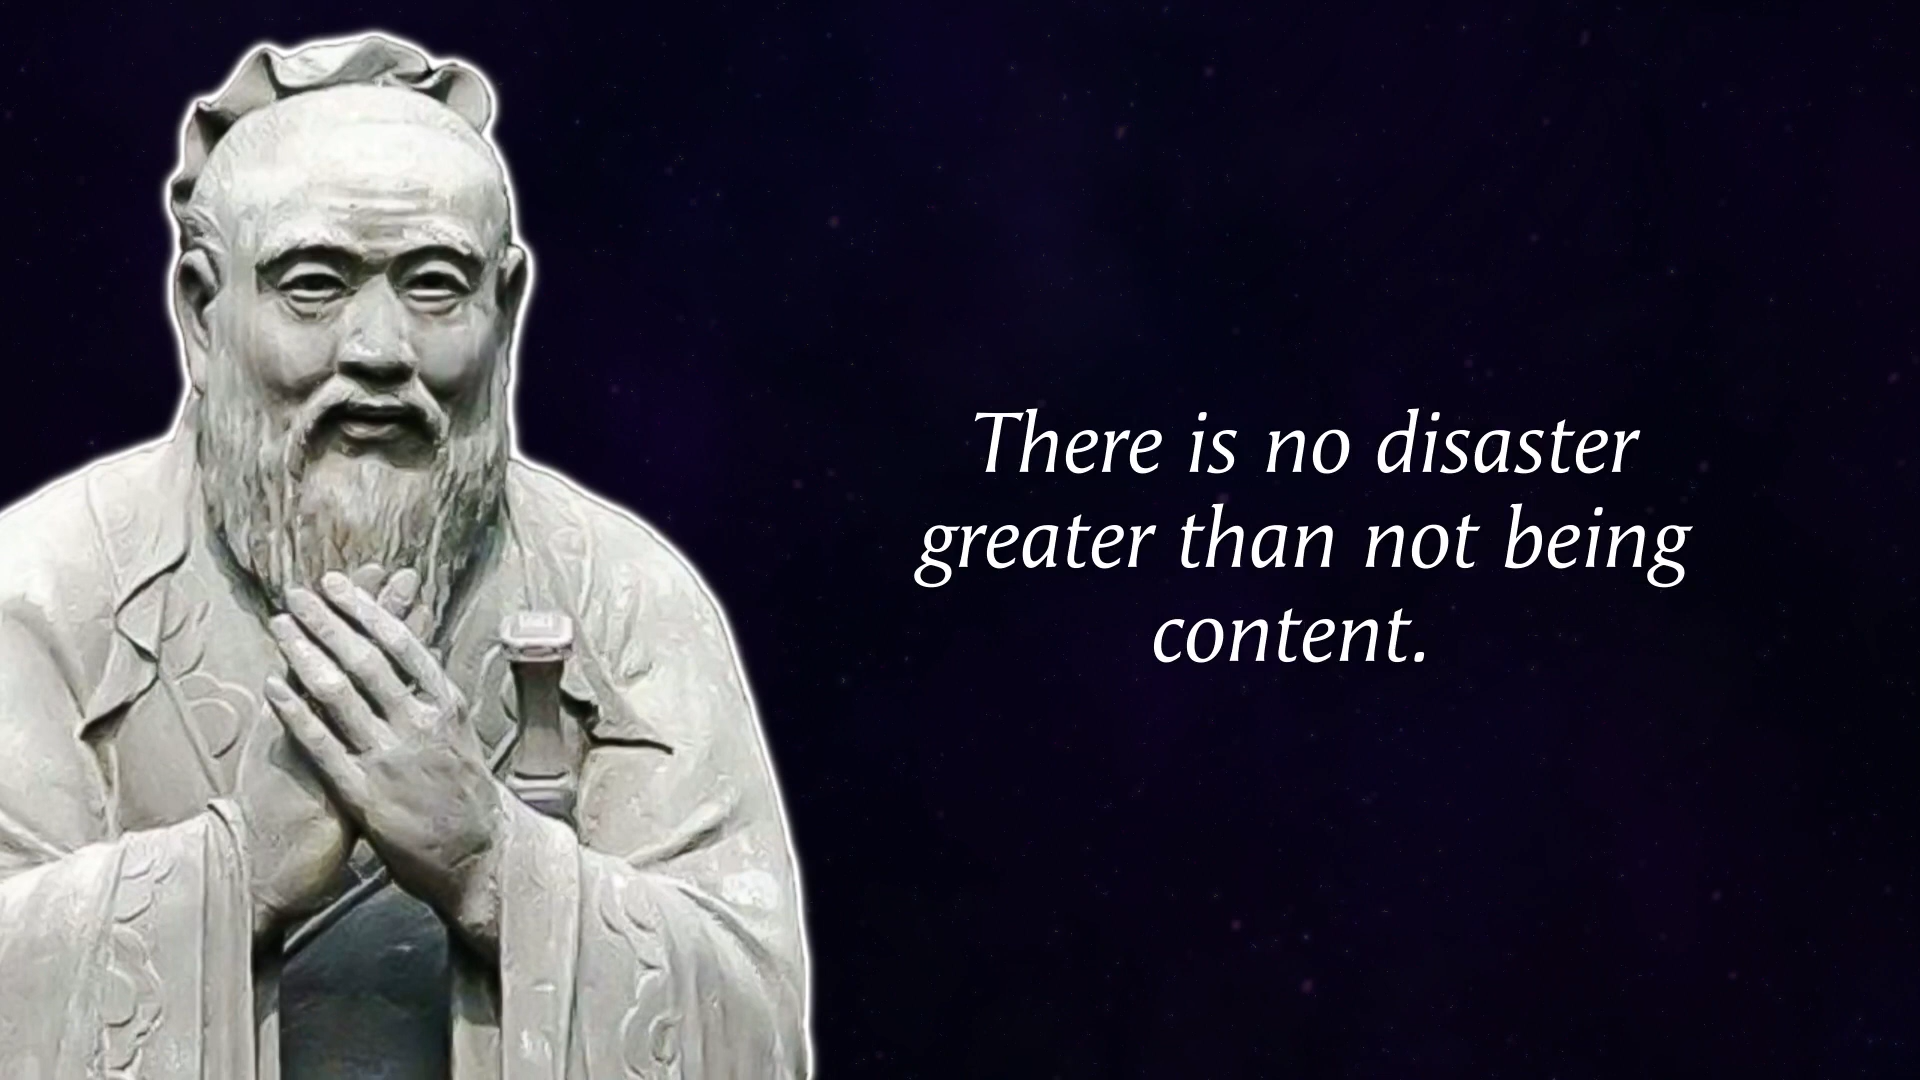 There is no disaster
greater than not being
content.